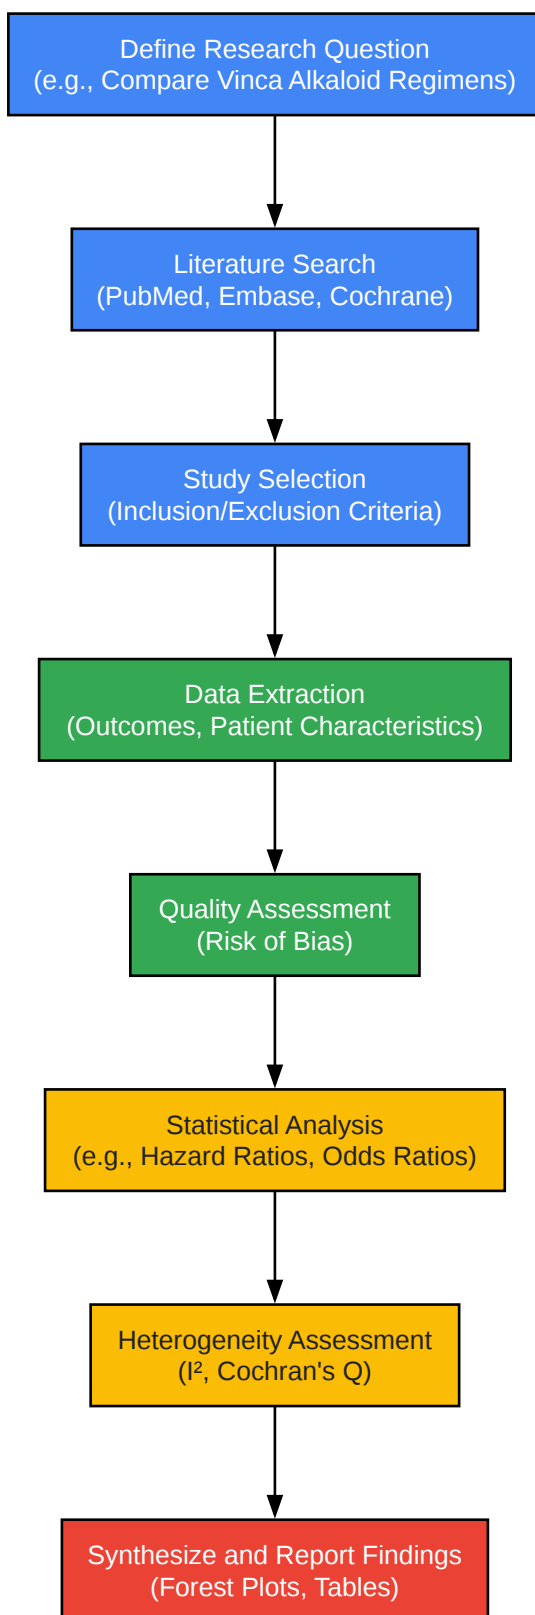 Define Research Question
(e.g., Compare Vinca Alkaloid Regimens)
Literature Search
(PubMed, Embase, Cochrane)
Study Selection
(Inclusion/Exclusion Criteria)
Data Extraction
(Outcomes, Patient Characteristics)
Quality Assessment
(Risk of Bias)
Statistical Analysis
(e.g., Hazard Ratios, Odds Ratios)
Heterogeneity Assessment
(I², Cochran's Q)
Synthesize and Report Findings
(Forest Plots, Tables)